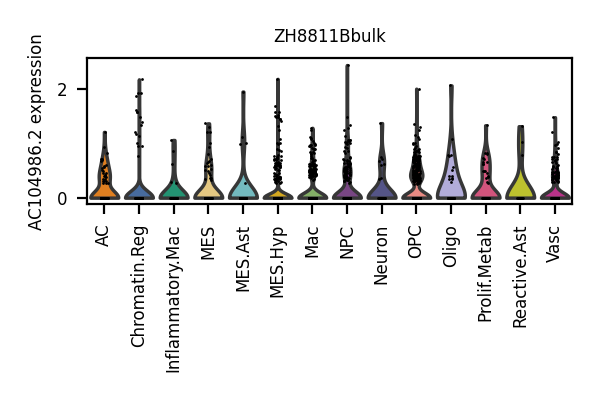 ZH8811Bbulk
AC104986.2 expression
2
0
AC
Chromatin.Reg
Inflammatory.Mac
MES
MES.Ast
MES.Hyp
Mac
NPC
Neuron
OPC
Oligo
Prolif.Metab
Reactive.Ast
Vasc